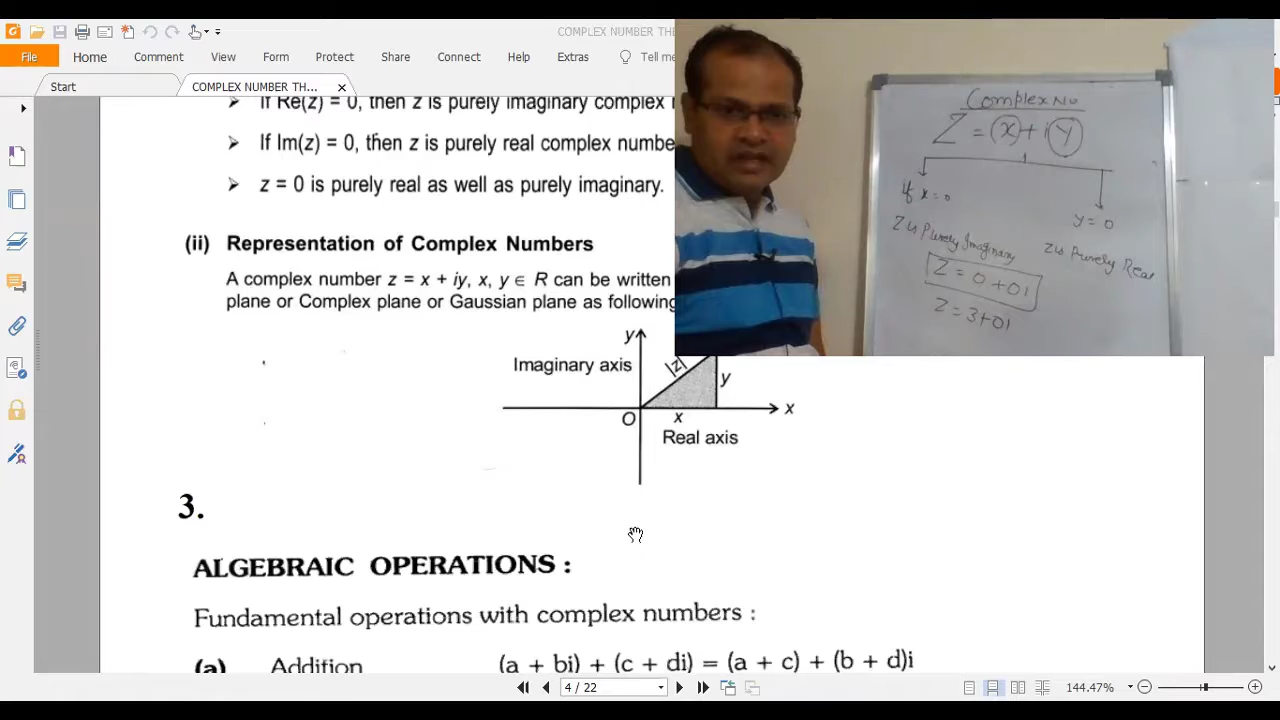 COMPLEX NUMBER THE
File Home Comment View Form Protect Share Connect Help Extras Tell me
Start COMPLEX NUMBER TH...
➢ If Re(z) = 0, then z is purely imaginary complex
➢ If Im(z) = 0, then z is purely real complex numbe
➢ z = 0 is purely real as well as purely imaginary.
(ii) Representation of Complex Numbers
A complex number z = x + iy, x, y ∈ R can be written
plane or Complex plane or Gaussian plane as following
y
Imaginary axis
|z|
y
O
x
x
Real axis
3.
ALGEBRAIC OPERATIONS :
Fundamental operations with complex numbers :
(a) Addition (a + bi) + (c + di) = (a + c) + (b + d)i
4 / 22
144.47%
Complex Nu
Z = x + iy
If x = 0
y = 0
Z is Purely Imaginary
Z is Purely Real
Z = 0 + 0i
Z = 3 + 0i